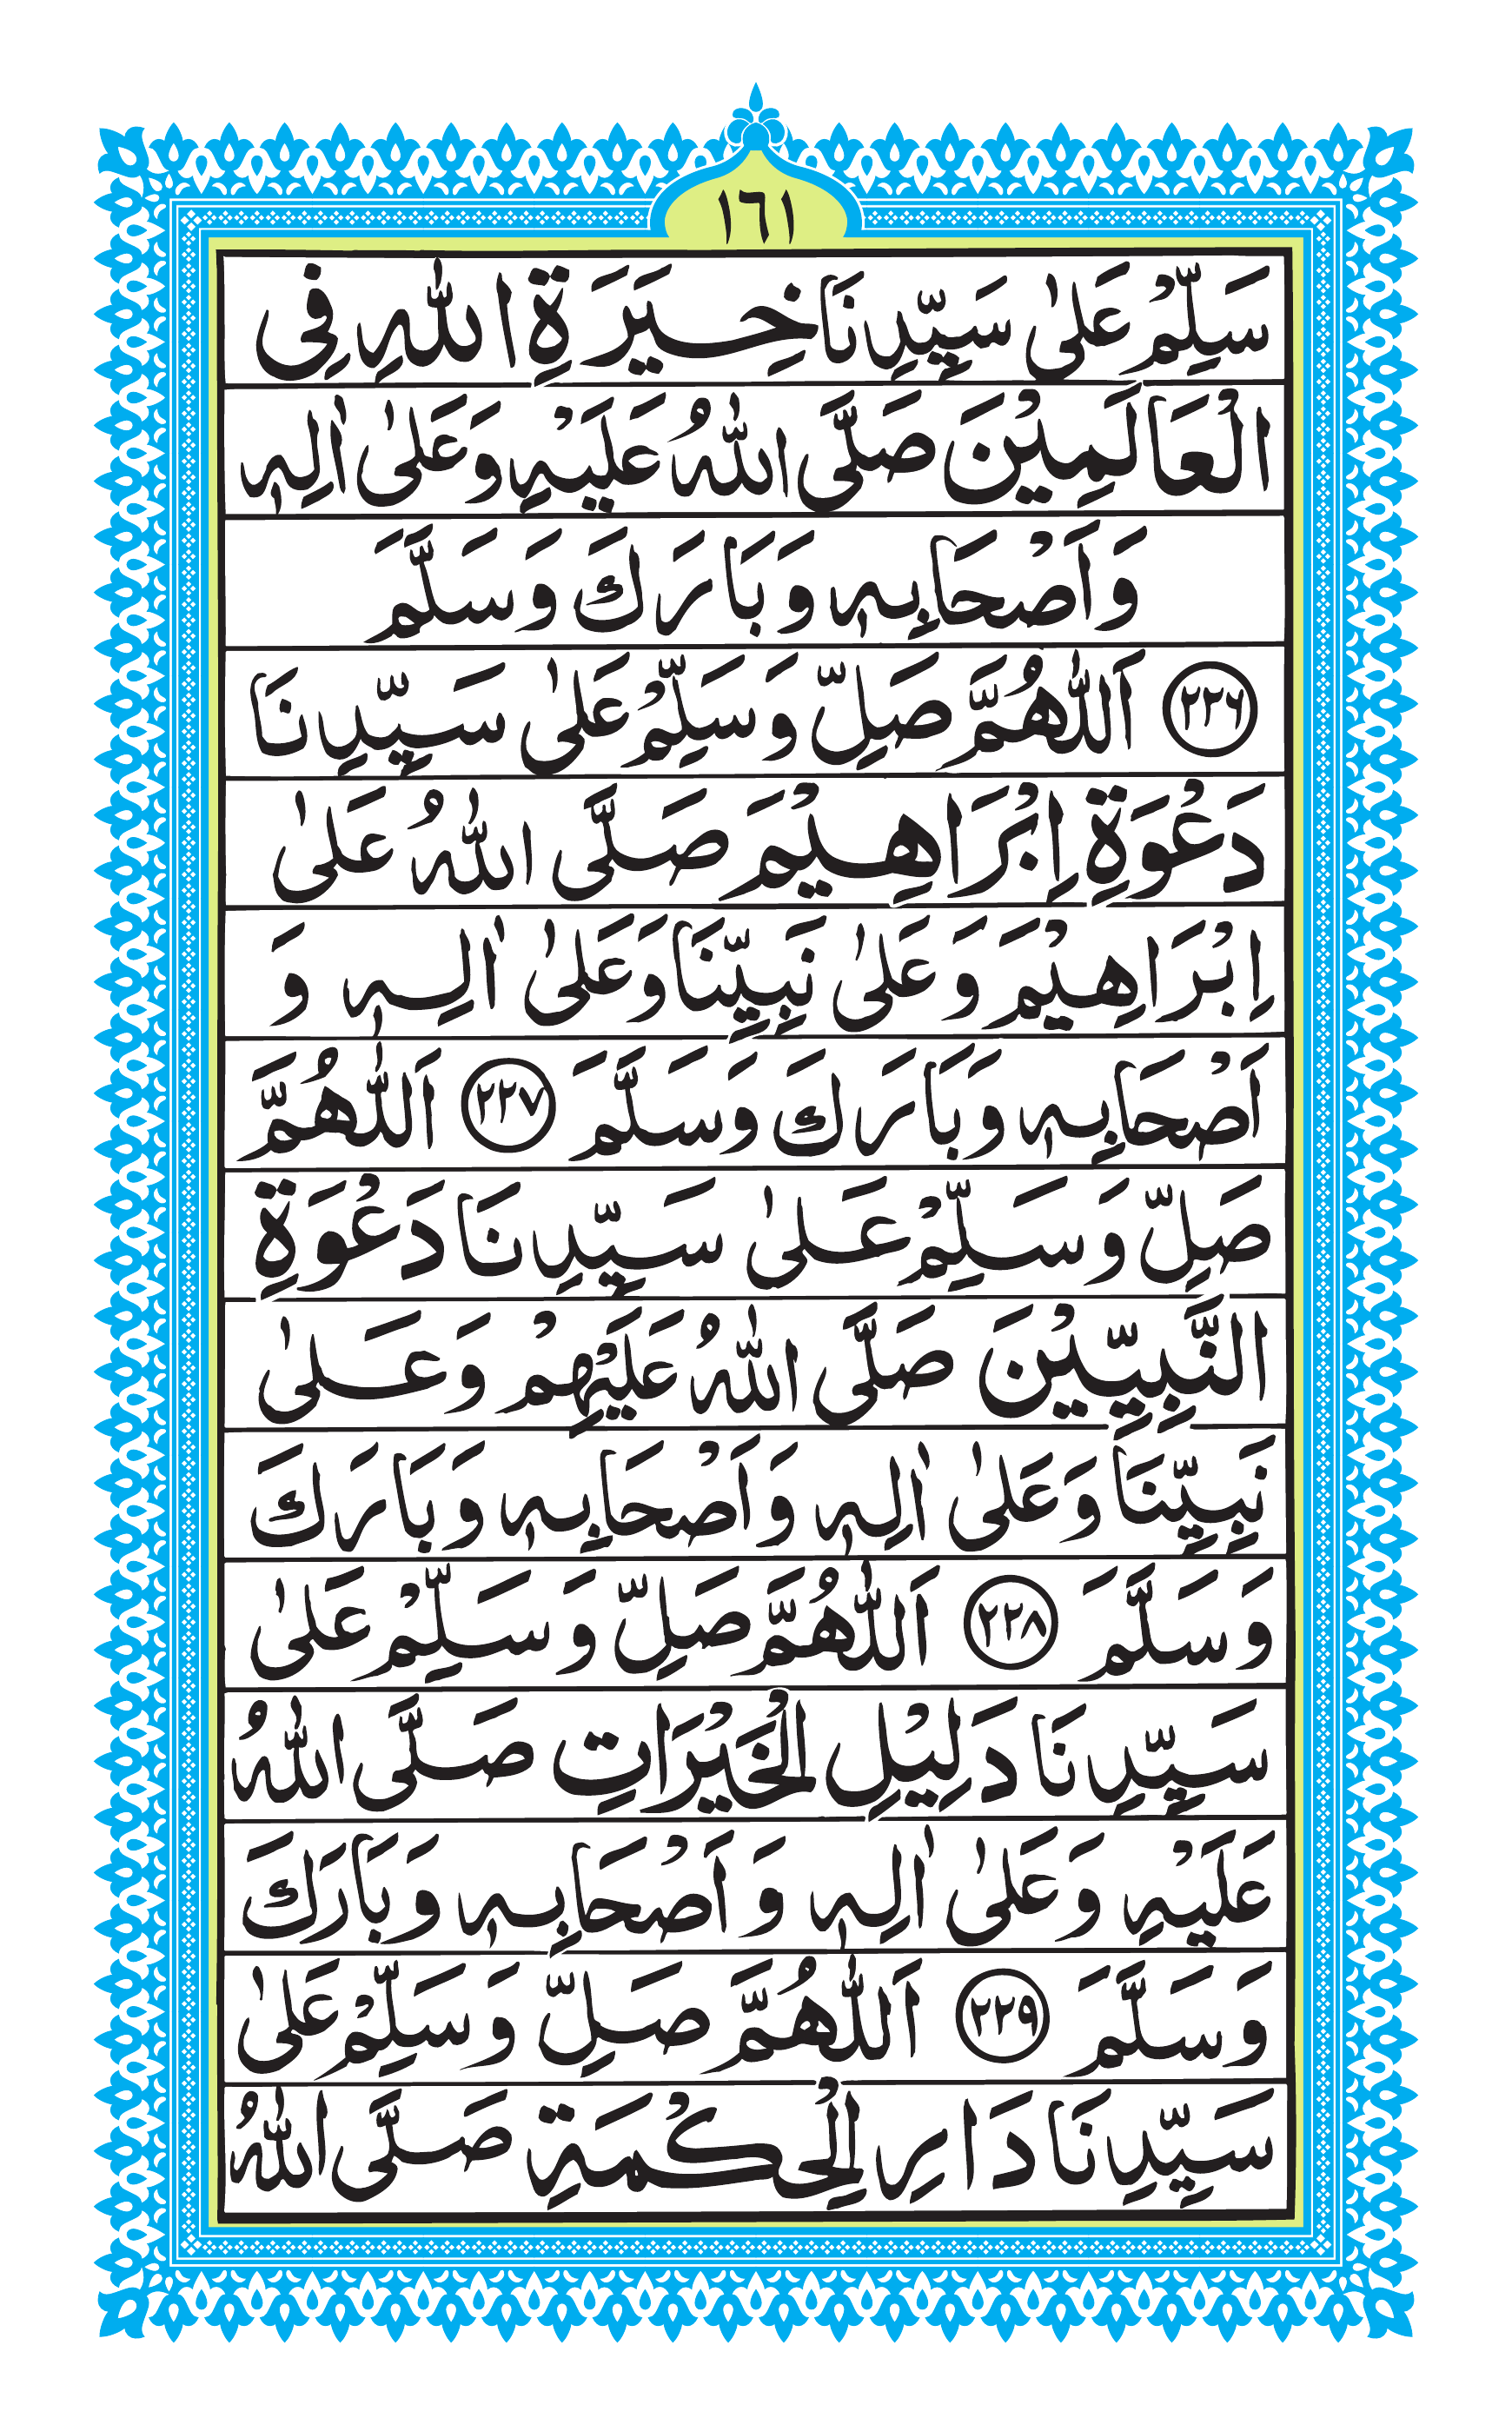 ١٦١
سَلِّمْ عَلٰى سَيِّدِنَا خِيَرَةِ اللّٰهِ فِى
الْعَالَمِيْنَ صَلَّى اللّٰهُ عَلَيْهِ وَعَلٰى اٰلِهٖ
وَاَصْحَابِهٖ وَبَارَكَ وَسَلَّمَ
٢٢٦ اَللّٰهُمَّ صَلِّ وَسَلِّمْ عَلٰى سَيِّدِنَا
دَعْوَةِ اِبْرَاهِيْمَ صَلَّى اللّٰهُ عَلٰى
اِبْرَاهِيْمَ وَعَلٰى نَبِيِّنَا وَعَلٰى اٰلِهٖ وَ
اَصْحَابِهٖ وَبَارَكَ وَسَلَّمَ ٢٢٧ اَللّٰهُمَّ
صَلِّ وَسَلِّمْ عَلٰى سَيِّدِنَا دَعْوَةِ
النَّبِيِّيْنَ صَلَّى اللّٰهُ عَلَيْهِمْ وَعَلٰى
نَبِيِّنَا وَعَلٰى اٰلِهٖ وَاَصْحَابِهٖ وَبَارَكَ
وَسَلَّمَ ٢٢٨ اَللّٰهُمَّ صَلِّ وَسَلِّمْ عَلٰى
سَيِّدِنَا دَلِيْلِ الْخَيْرَاتِ صَلَّى اللّٰهُ
عَلَيْهِ وَعَلٰى اٰلِهٖ وَاَصْحَابِهٖ وَبَارَكَ
وَسَلَّمَ ٢٢٩ اَللّٰهُمَّ صَلِّ وَسَلِّمْ عَلٰى
سَيِّدِنَا دَارِ الْحِكْمَةِ صَلَّى اللّٰهُ